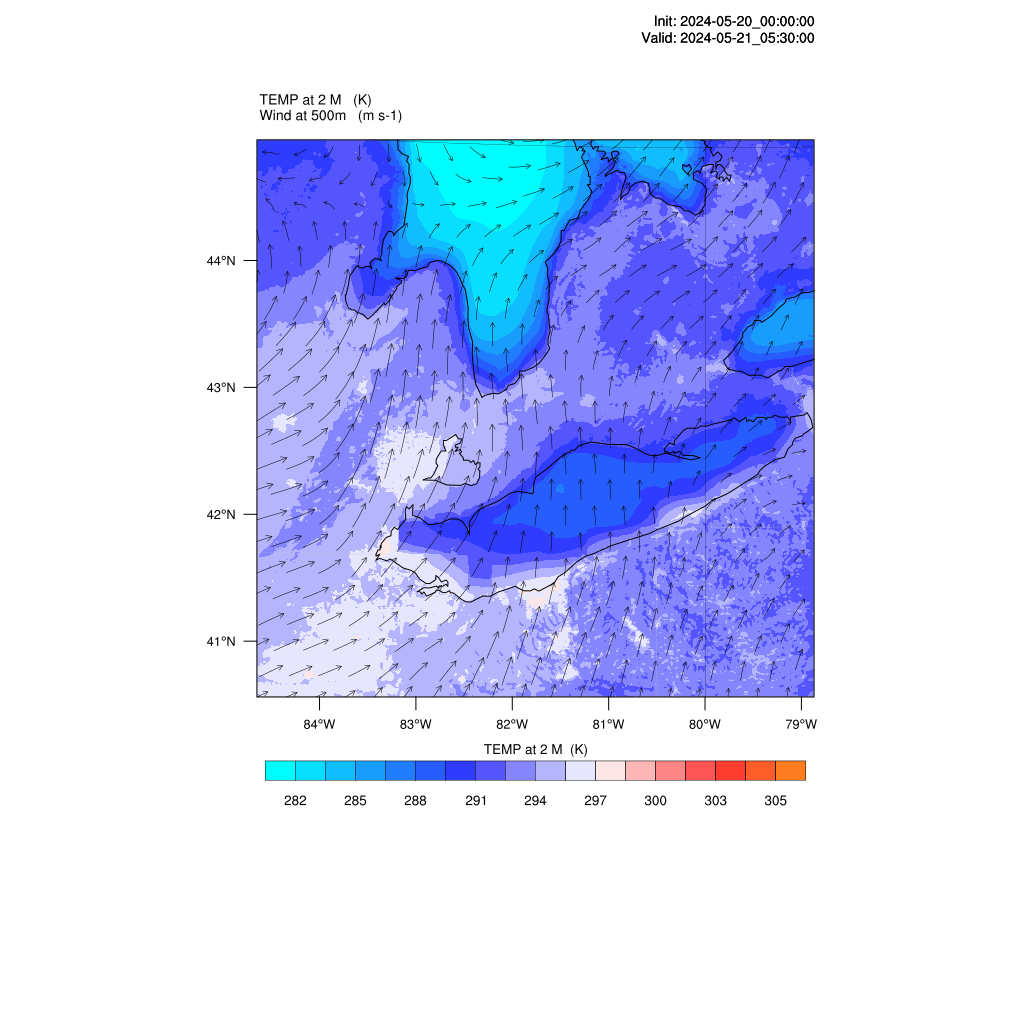 Init: 2024-05-20_00:00:00
Valid: 2024-05-21_05:30:00
TEMP at 2 M (K)
Wind at 500m (m s-1)
44°N
43°N
42°N
41°N
84°W 83°W 82°W 81°W 80°W 79°W
TEMP at 2 M (K)
282 285 288 291 294 297 300 303 305